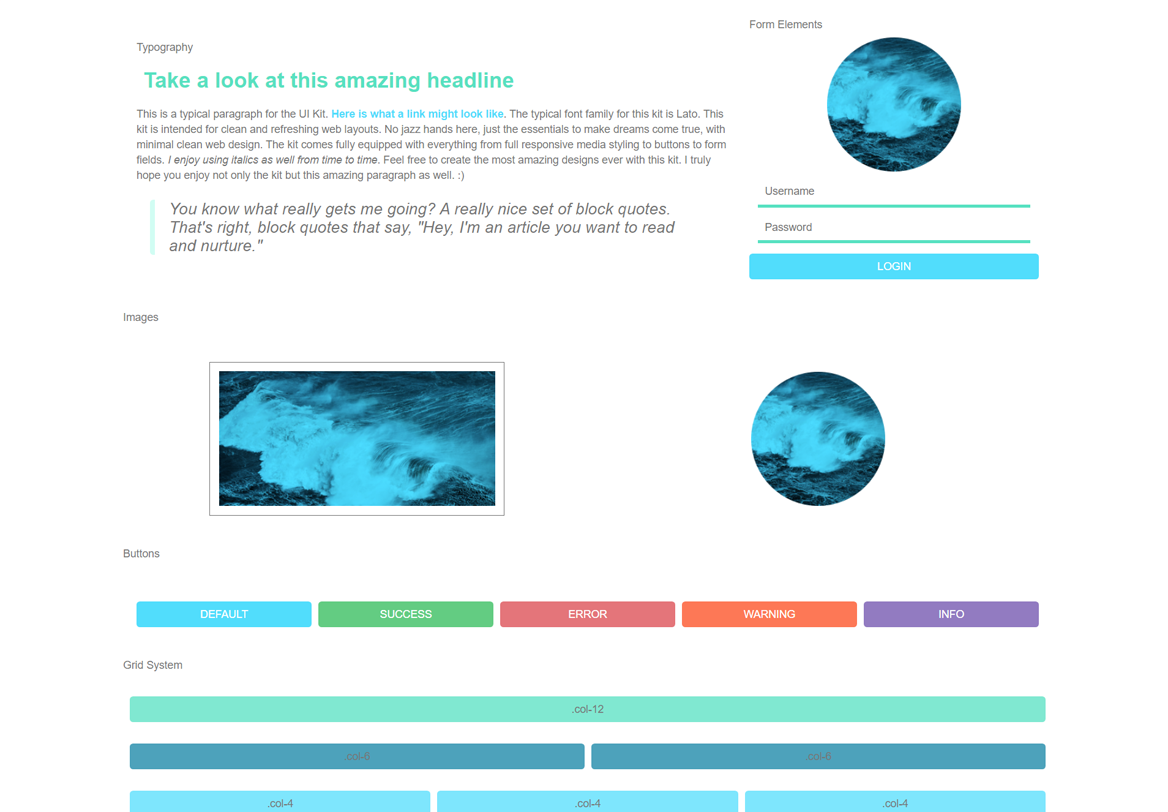 Form Elements
Typography
Take a look at this amazing headline
This is a typical paragraph for the UI Kit. Here is what a link might look like. The typical font family for this kit is Lato. This
kit is intended for clean and refreshing web layouts. No jazz hands here, just the essentials to make dreams come true, with
minimal clean web design. The kit comes fully equipped with everything from full responsive media styling to buttons to form
fields. I enjoy using italics as well from time to time. Feel free to create the most amazing designs ever with this kit. I truly
hope you enjoy not only the kit but this amazing paragraph as well. :)
You know what really gets me going? A really nice set of block quotes.
That's right, block quotes that say, "Hey, I'm an article you want to read
and nurture."
Username
Password
LOGIN
Images
Buttons
DEFAULT SUCCESS ERROR WARNING INFO
Grid System
.col-12
.col-6 .col-6
.col-4 .col-4 .col-4